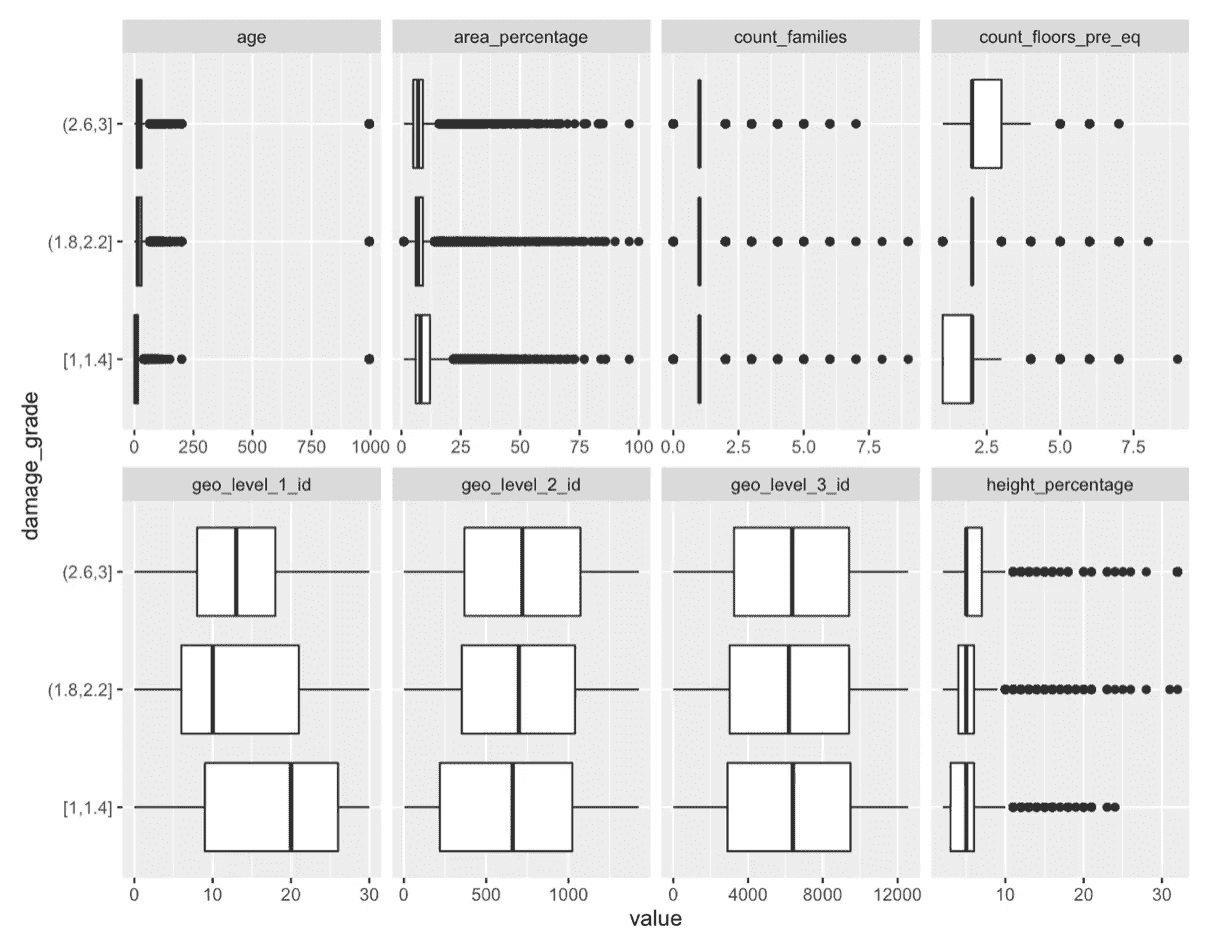 age
area_percentage
count_families
count_floors_pre_eq
(2.6,3]
(1.8,2.2]
[1,1.4]
0 250 500 750 1000
0 25 50 75 100
0.0 2.5 5.0 7.5
2.5 5.0 7.5
damage_grade
geo_level_1_id
geo_level_2_id
geo_level_3_id
height_percentage
(2.6,3]
(1.8,2.2]
[1,1.4]
0 10 20 30
0 500 1000
0 4000 8000 12000
10 20 30
value